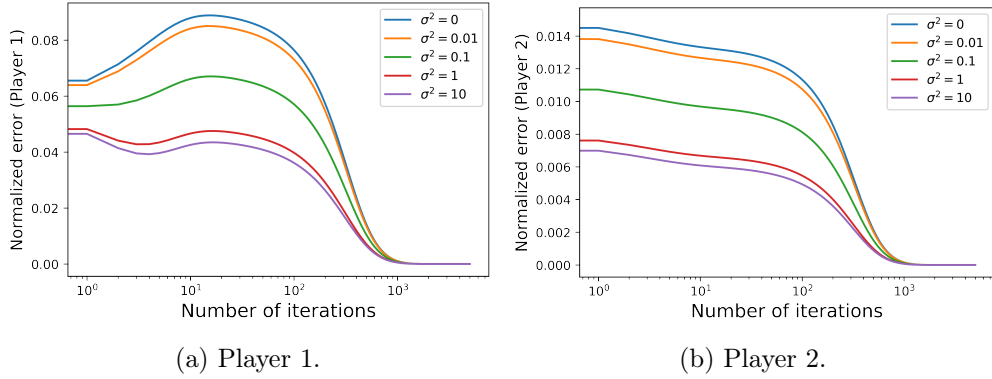 Normalized error (Player 1)
0.08
0.06
0.04
0.02
0.00
σ² = 0
σ² = 0.01
σ² = 0.1
σ² = 1
σ² = 10
10⁰
10¹
10²
10³
Number of iterations
(a) Player 1.
Normalized error (Player 2)
0.014
0.012
0.010
0.008
0.006
0.004
0.002
0.000
σ² = 0
σ² = 0.01
σ² = 0.1
σ² = 1
σ² = 10
10⁰
10¹
10²
10³
Number of iterations
(b) Player 2.